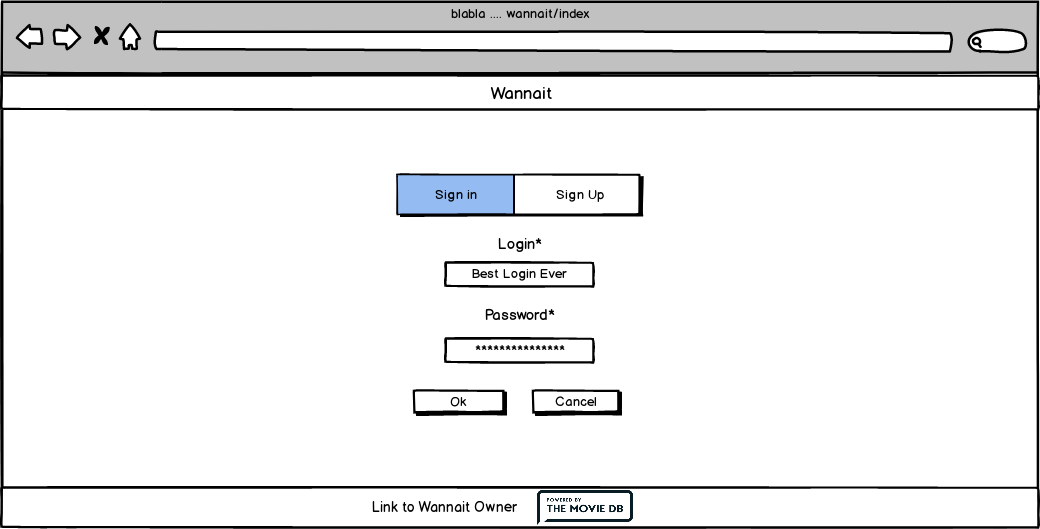 blabla .... wannait/index
Wannait
Sign in Sign Up
Login*
Best Login Ever
Password*
***************
Ok Cancel
Link to Wannait Owner
POWERED BY
THE MOVIE DB